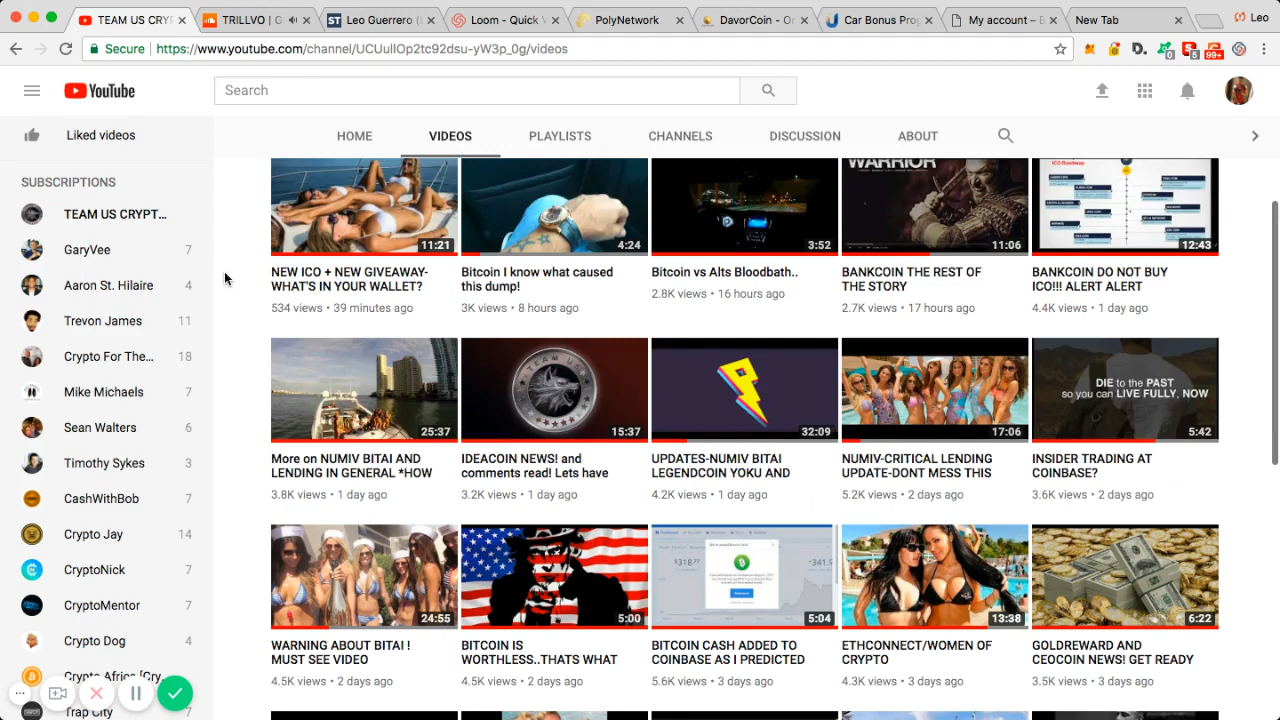 TEAM US CRY
TRILLVO | G
Leo Guerrero (
Loom - Quick V
PolyNetwork
DavorCoin - Or
Car Bonus Pro
My account – B
New Tab
Leo
Secure
https://www.youtube.com/channel/UCUullOp2tc92dsu-yW3p_0g/videos
D.
0
5
99+
YouTube
Search
Liked videos
HOME
VIDEOS
PLAYLISTS
CHANNELS
DISCUSSION
ABOUT
SUBSCRIPTIONS
TEAM US CRYPT...
GaryVee 7
Aaron St. Hilaire 4
Trevon James 11
Crypto For The... 18
Mike Michaels 7
Sean Walters 6
Timothy Sykes 3
CashWithBob 7
Crypto Jay 14
CryptoNick 7
CryptoMentor 7
Crypto Dog 4
Crypto Africa [Cry..
Trap City 7
11:21
4:24
3:52
WARRIOR
11:06
ICO Roadmap
12:43
NEW ICO + NEW GIVEAWAY-
WHAT'S IN YOUR WALLET?
534 views • 39 minutes ago
Bitcoin I know what caused
this dump!
3K views • 8 hours ago
Bitcoin vs Alts Bloodbath..
2.8K views • 16 hours ago
BANKCOIN THE REST OF
THE STORY
2.7K views • 17 hours ago
BANKCOIN DO NOT BUY
ICO!!! ALERT ALERT
4.4K views • 1 day ago
25:37
TEAM US
15:37
32:09
17:06
DIE to the PAST
so you can LIVE FULLY, NOW
5:42
More on NUMIV BITAI AND
LENDING IN GENERAL *HOW
3.8K views • 1 day ago
IDEACOIN NEWS! and
comments read! Lets have
3.2K views • 1 day ago
UPDATES-NUMIV BITAI
LEGENDCOIN YOKU AND
4.2K views • 1 day ago
NUMIV-CRITICAL LENDING
UPDATE-DONT MESS THIS
5.2K views • 2 days ago
INSIDER TRADING AT
COINBASE?
3.6K views • 2 days ago
24:55
5:00
$318
5:04
13:38
6:22
WARNING ABOUT BITAI !
MUST SEE VIDEO
4.5K views • 2 days ago
BITCOIN IS
WORTHLESS..THATS WHAT
4.5K views • 2 days ago
BITCOIN CASH ADDED TO
COINBASE AS I PREDICTED
5.6K views • 3 days ago
ETHCONNECT/WOMEN OF
CRYPTO
4.3K views • 3 days ago
GOLDREWARD AND
CEOCOIN NEWS! GET READY
3.5K views • 3 days ago